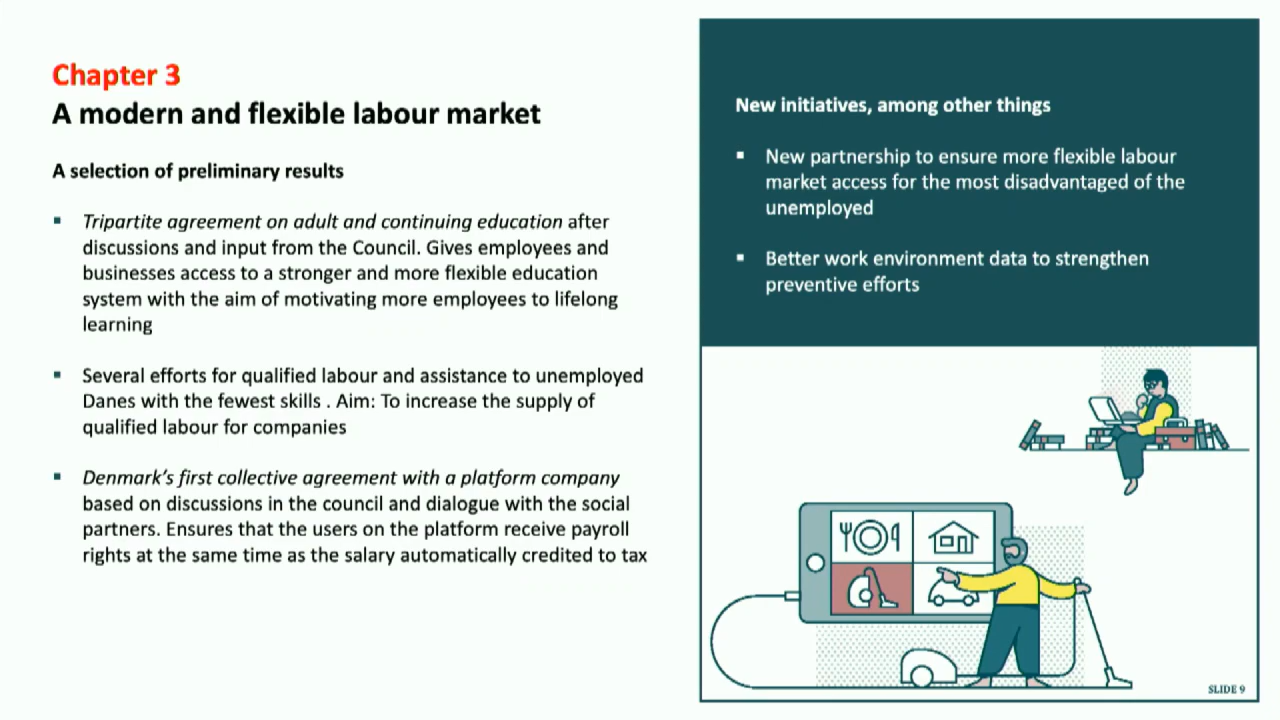 Chapter 3
A modern and flexible labour market
A selection of preliminary results
▪ Tripartite agreement on adult and continuing education after
discussions and input from the Council. Gives employees and
businesses access to a stronger and more flexible education
system with the aim of motivating more employees to lifelong
learning
▪ Several efforts for qualified labour and assistance to unemployed
Danes with the fewest skills . Aim: To increase the supply of
qualified labour for companies
▪ Denmark's first collective agreement with a platform company
based on discussions in the council and dialogue with the social
partners. Ensures that the users on the platform receive payroll
rights at the same time as the salary automatically credited to tax
New initiatives, among other things
▪ New partnership to ensure more flexible labour
market access for the most disadvantaged of the
unemployed
▪ Better work environment data to strengthen
preventive efforts
SLIDE 9